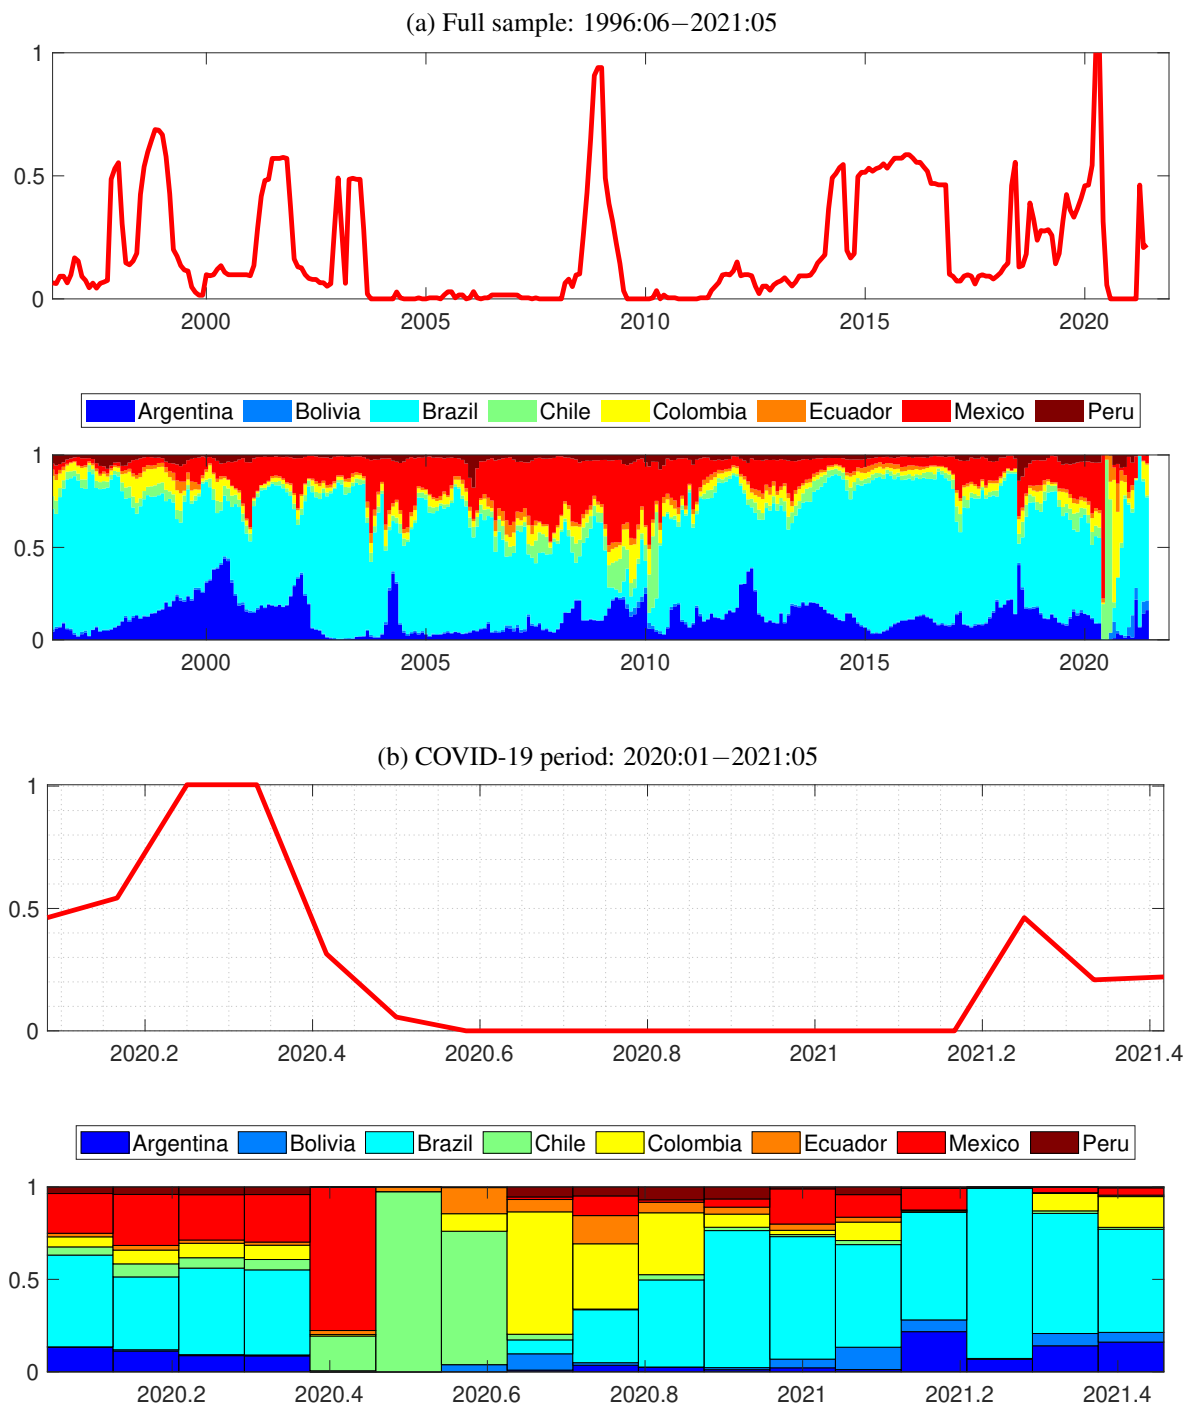 (a) Full sample: 1996:06−2021:05
1
0.5
0
2000 2005 2010 2015 2020
Argentina Bolivia Brazil Chile Colombia Ecuador Mexico Peru
1
0.5
0
2000 2005 2010 2015 2020
(b) COVID-19 period: 2020:01−2021:05
1
0.5
0
2020.2 2020.4 2020.6 2020.8 2021 2021.2 2021.4
Argentina Bolivia Brazil Chile Colombia Ecuador Mexico Peru
1
0.5
0
2020.2 2020.4 2020.6 2020.8 2021 2021.2 2021.4